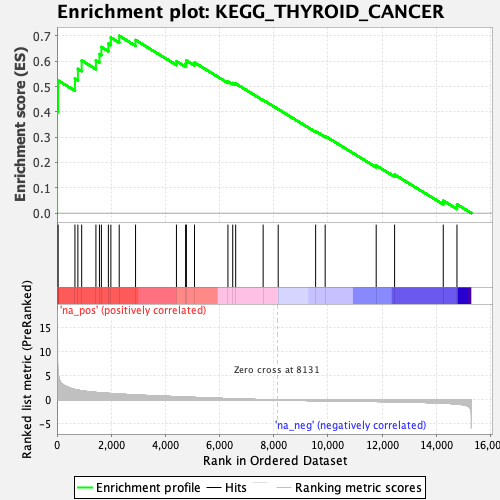 Enrichment plot: KEGG_THYROID_CANCER
Enrichment score (ES)
0.7
0.6
0.5
0.4
0.3
0.2
0.1
0.0
'na_pos' (positively correlated)
Ranked list metric (PreRanked)
15
10
5
0
-5
Zero cross at 8131
'na_neg' (negatively correlated)
0 2,000 4,000 6,000 8,000 10,000 12,000 14,000 16,000
Rank in Ordered Dataset
Enrichment profile Hits Ranking metric scores